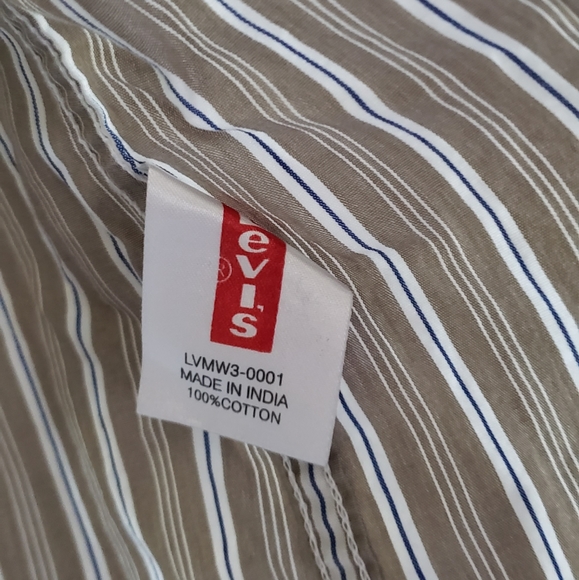 Levi's
®
LVMW3-0001
MADE IN INDIA
100%COTTON